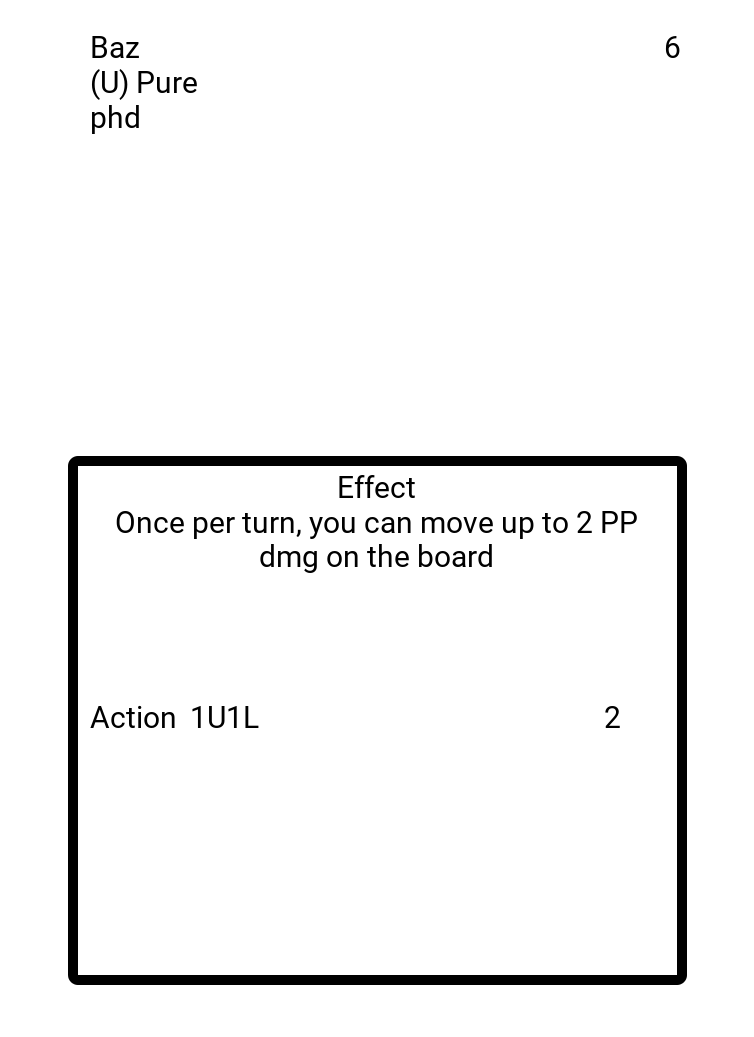 Baz 6
(U) Pure
phd
Effect
Once per turn, you can move up to 2 PP
dmg on the board
Action 1U1L 2